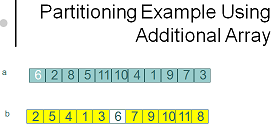 Partitioning Example Using
Additional Array
a 6 2 8 5 11 10 4 1 9 7 3
b 2 5 4 1 3 6 7 9 10 11 8